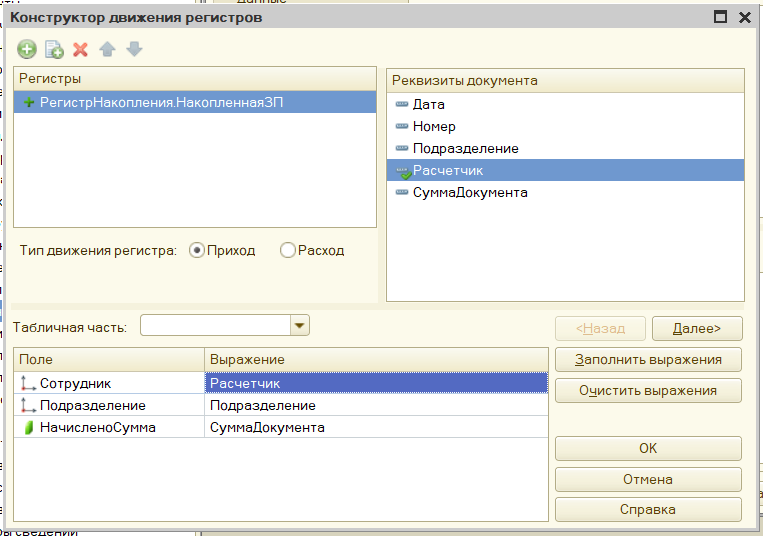 Конструктор движения регистров
Регистры
РегистрНакопления.НакопленнаяЗП
Реквизиты документа
Дата
Номер
Подразделение
Расчетчик
СуммаДокумента
Тип движения регистра: Приход Расход
Табличная часть:
<Назад Далее>
Поле Выражение
Сотрудник Расчетчик
Подразделение Подразделение
НачисленоСумма СуммаДокумента
Заполнить выражения
Очистить выражения
OK
Отмена
Справка